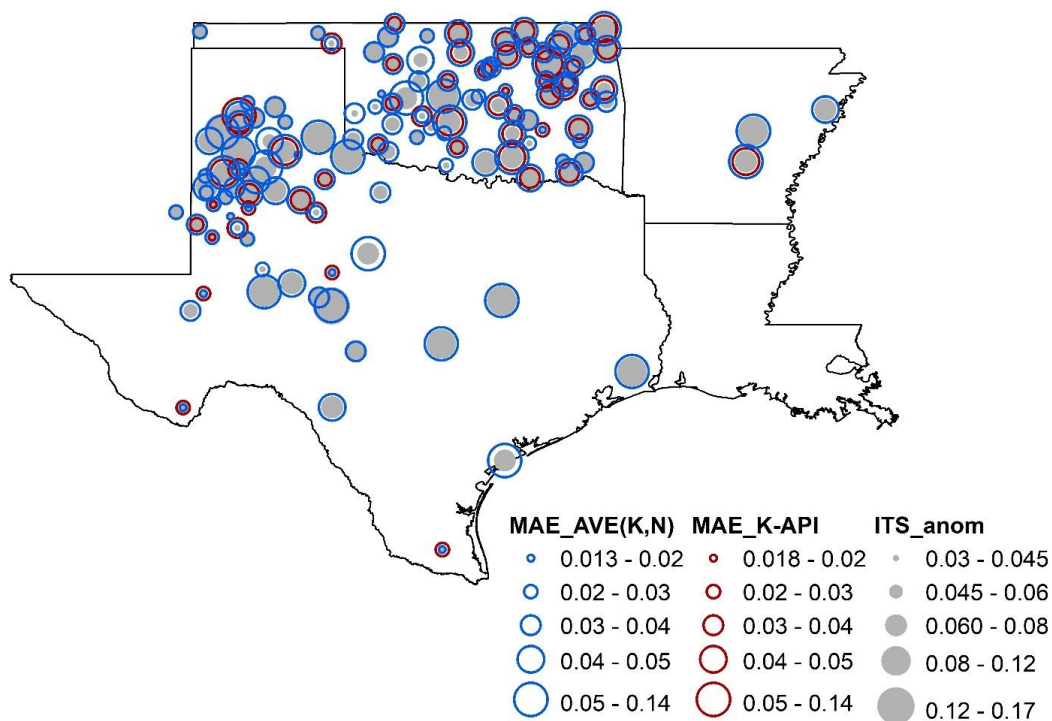 MAE_AVE(K,N) MAE_K-API ITS_anom
0.013 - 0.02 0.018 - 0.02 0.03 - 0.045
0.02 - 0.03 0.02 - 0.03 0.045 - 0.06
0.03 - 0.04 0.03 - 0.04 0.060 - 0.08
0.04 - 0.05 0.04 - 0.05 0.08 - 0.12
0.05 - 0.14 0.05 - 0.14 0.12 - 0.17